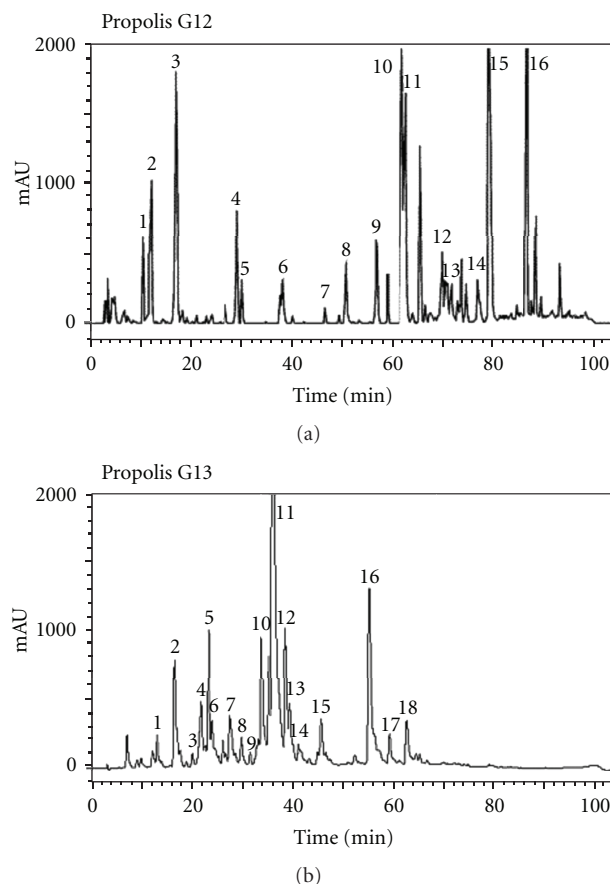 Propolis G12
2000
1000
0
mAU
1 2 3 4 5 6 7 8 9 10 11 12 13 14 15 16
0 20 40 60 80 100
Time (min)
(a)
Propolis G13
2000
1000
0
mAU
1 2 3 4 5 6 7 8 9 10 11 12 13 14 15 16 17 18
0 20 40 60 80 100
Time (min)
(b)